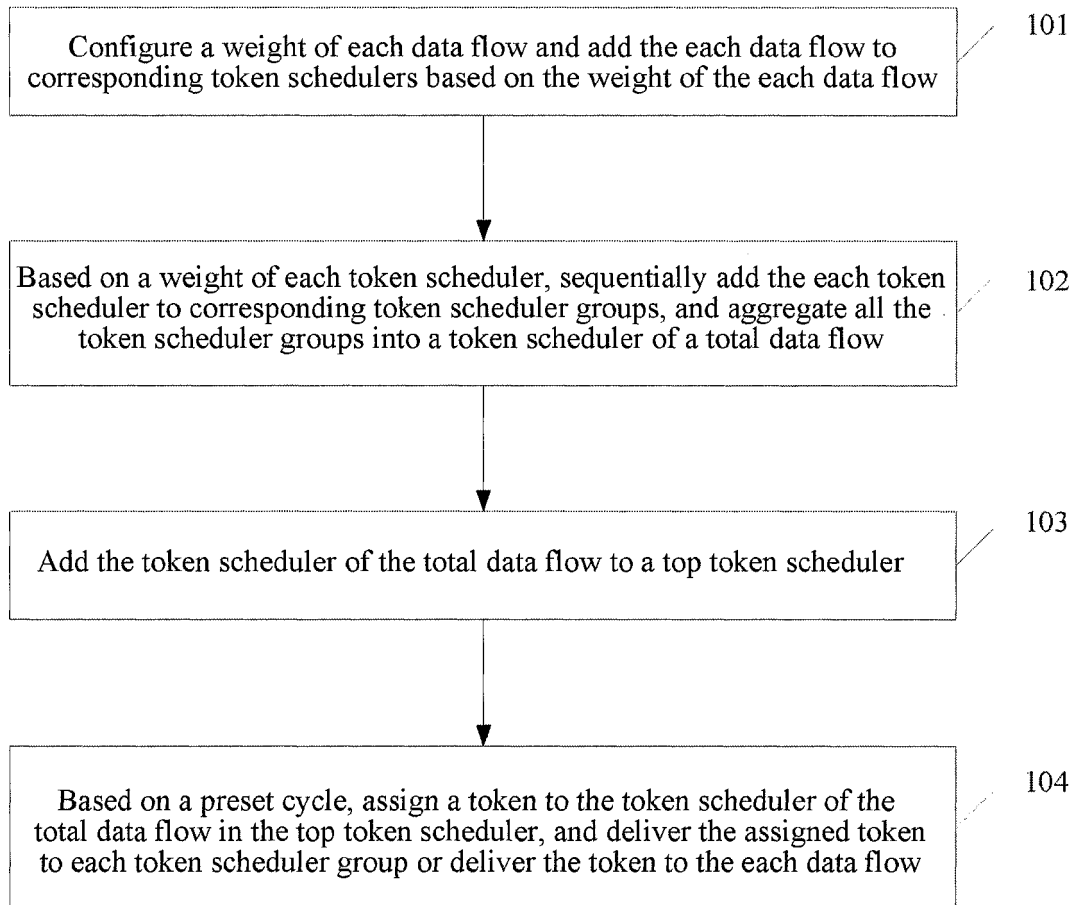 Configure a weight of each data flow and add the each data flow to
corresponding token schedulers based on the weight of the each data flow
101
Based on a weight of each token scheduler, sequentially add the each token
scheduler to corresponding token scheduler groups, and aggregate all the
token scheduler groups into a token scheduler of a total data flow
102
Add the token scheduler of the total data flow to a top token scheduler
103
Based on a preset cycle, assign a token to the token scheduler of the
total data flow in the top token scheduler, and deliver the assigned token
to each token scheduler group or deliver the token to the each data flow
104